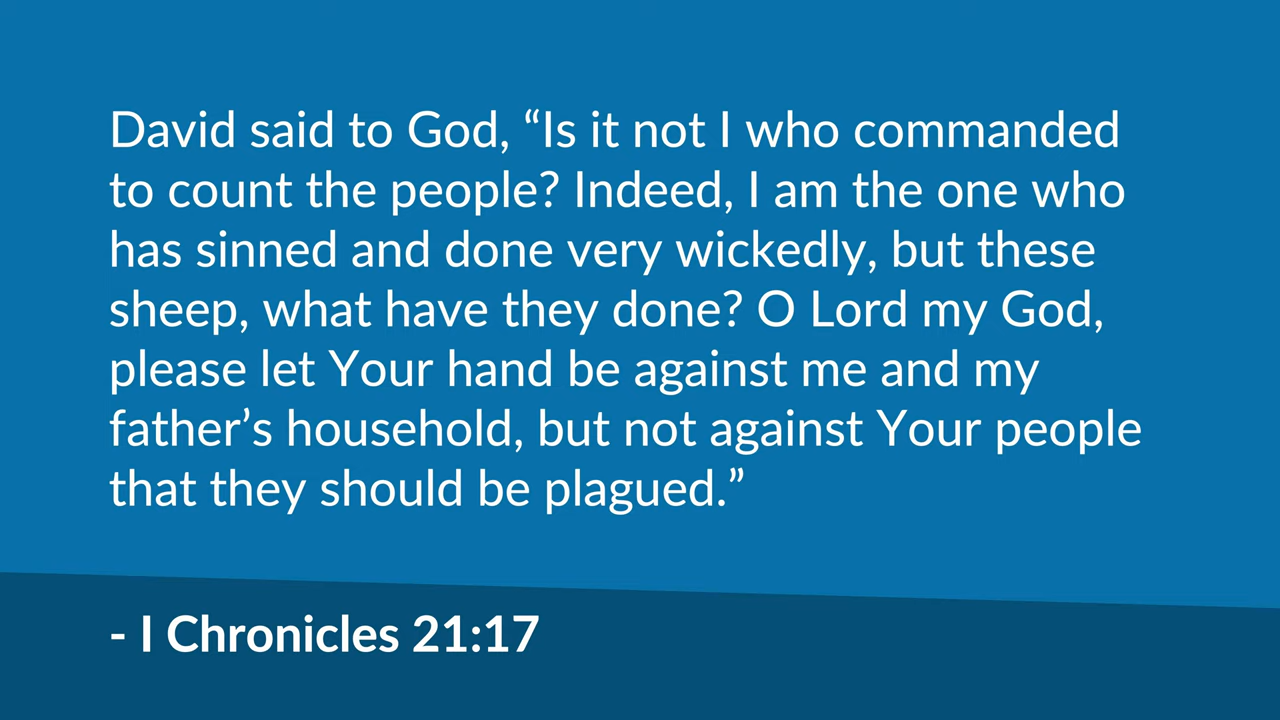 David said to God, “Is it not I who commanded
to count the people? Indeed, I am the one who
has sinned and done very wickedly, but these
sheep, what have they done? O Lord my God,
please let Your hand be against me and my
father’s household, but not against Your people
that they should be plagued.”
- I Chronicles 21:17